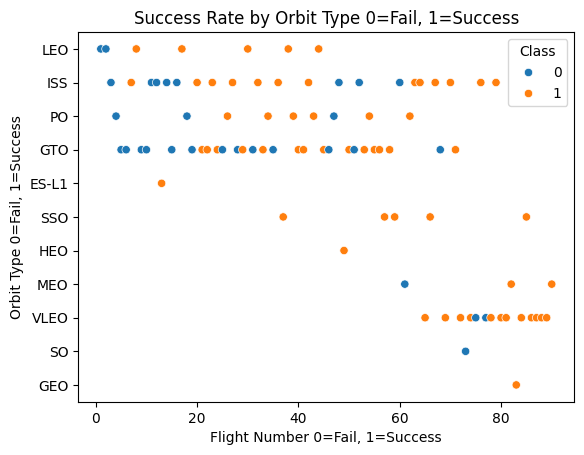 Success Rate by Orbit Type 0=Fail, 1=Success
Class
0
1
Orbit Type 0=Fail, 1=Success
LEO
ISS
PO
GTO
ES-L1
SSO
HEO
MEO
VLEO
SO
GEO
0 20 40 60 80
Flight Number 0=Fail, 1=Success